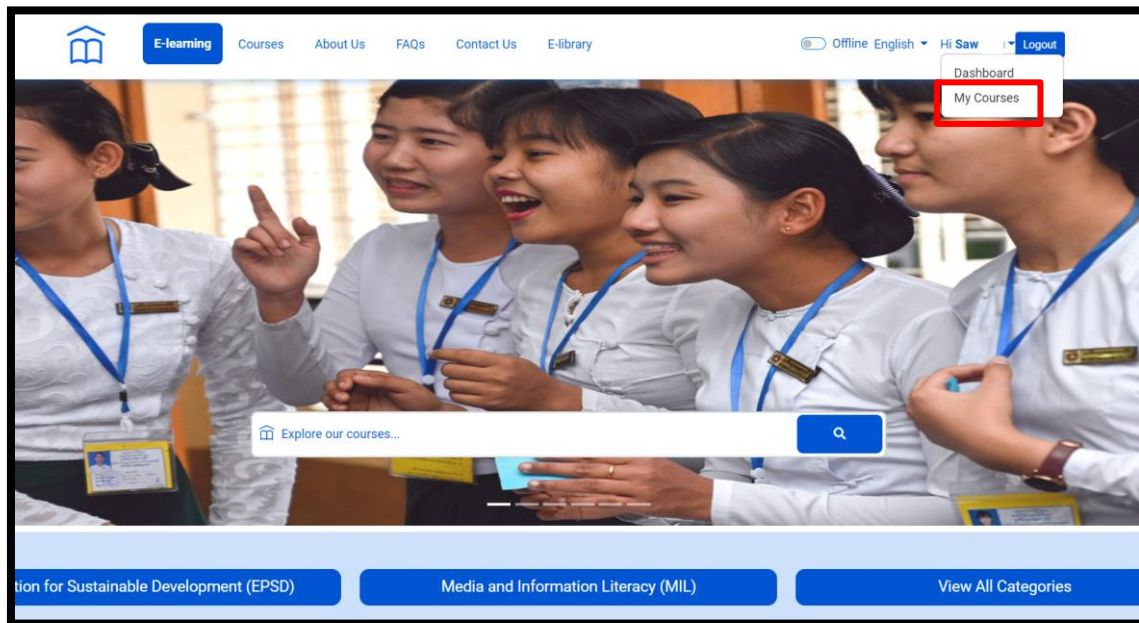 E-learning Courses About Us FAQs Contact Us E-library Offline English Hi Saw Logout
Dashboard
My Courses
Explore our courses...
tion for Sustainable Development (EPSD) Media and Information Literacy (MIL) View All Categories